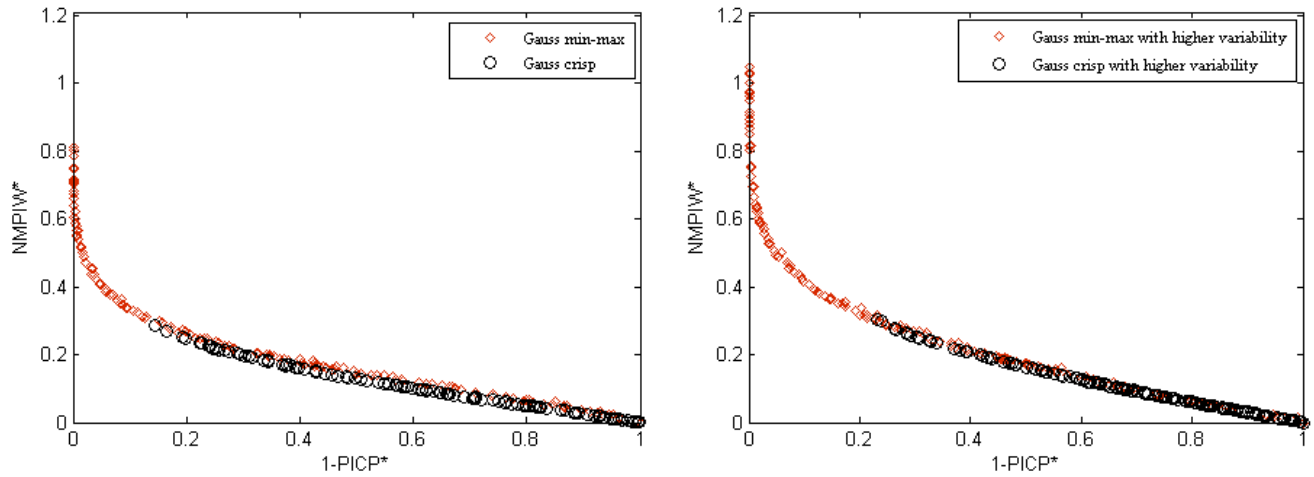 1.2
1
0.8
0.6
0.4
0.2
0
NMPIW*
Gauss min-max
Gauss crisp
0 0.2 0.4 0.6 0.8 1
1-PICP*
1.2
1
0.8
0.6
0.4
0.2
0
NMPIW*
Gauss min-max with higher variability
Gauss crisp with higher variability
0 0.2 0.4 0.6 0.8 1
1-PICP*